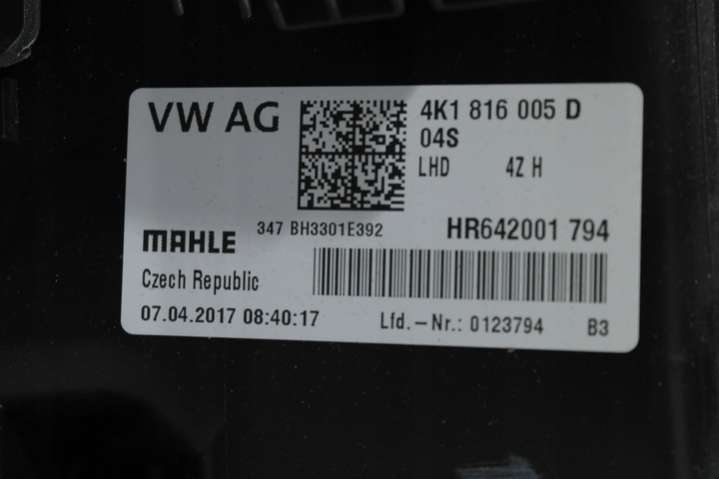 VW AG
4K1 816 005 D
04S
LHD 4Z H
347 BH3301E392
HR642001 794
MAHLE
Czech Republic
07.04.2017 08:40:17
Lfd.-Nr.: 0123794 B3